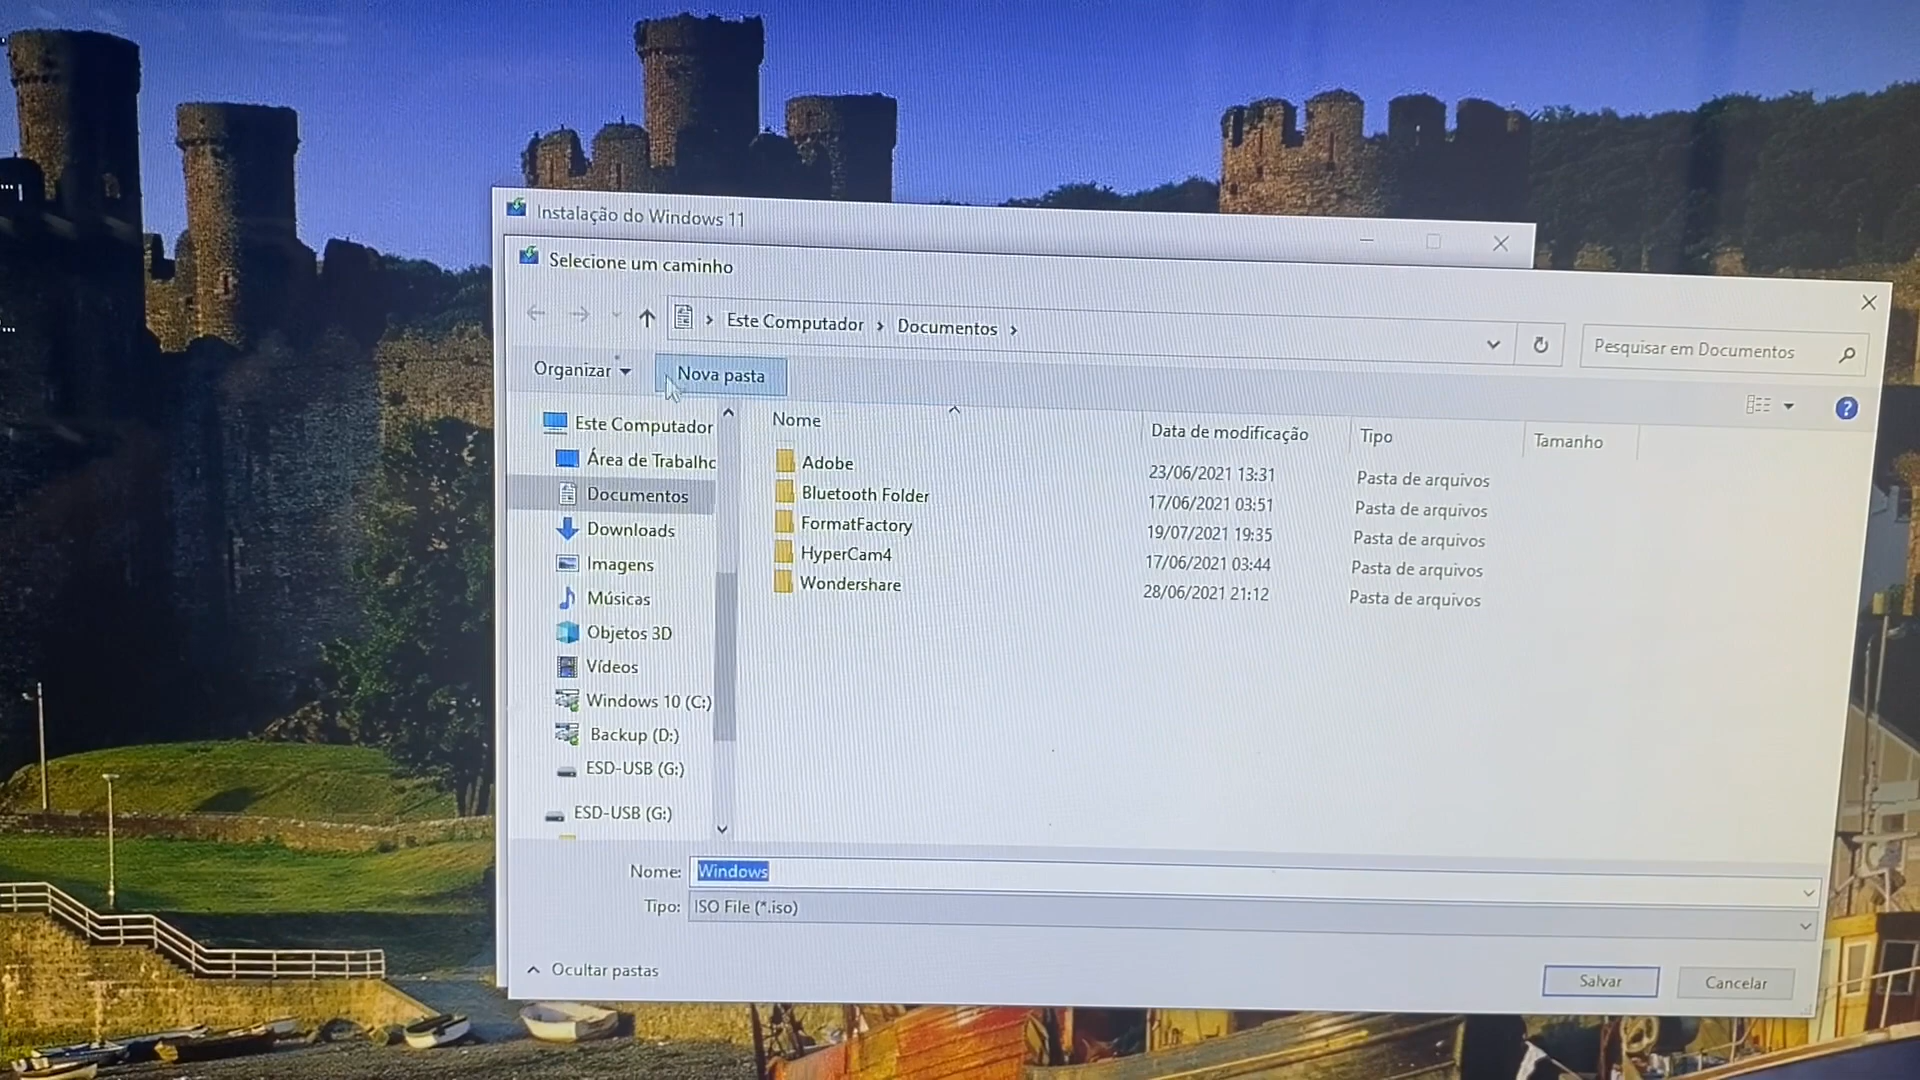 Instalação do Windows 11
Selecione um caminho
Este Computador
Documentos
Pesquisar em Documentos
Organizar
Nova pasta
Este Computador
Área de Trabalho
Documentos
Downloads
Imagens
Músicas
Objetos 3D
Vídeos
Windows 10 (C:)
Backup (D:)
ESD-USB (G:)
ESD-USB (G:)
Nome Data de modificação Tipo Tamanho
Adobe 23/06/2021 13:31 Pasta de arquivos
Bluetooth Folder 17/06/2021 03:51 Pasta de arquivos
FormatFactory 19/07/2021 19:35 Pasta de arquivos
HyperCam4 17/06/2021 03:44 Pasta de arquivos
Wondershare 28/06/2021 21:12 Pasta de arquivos
Nome: Windows
Tipo: ISO File (*.iso)
Ocultar pastas
Salvar
Cancelar